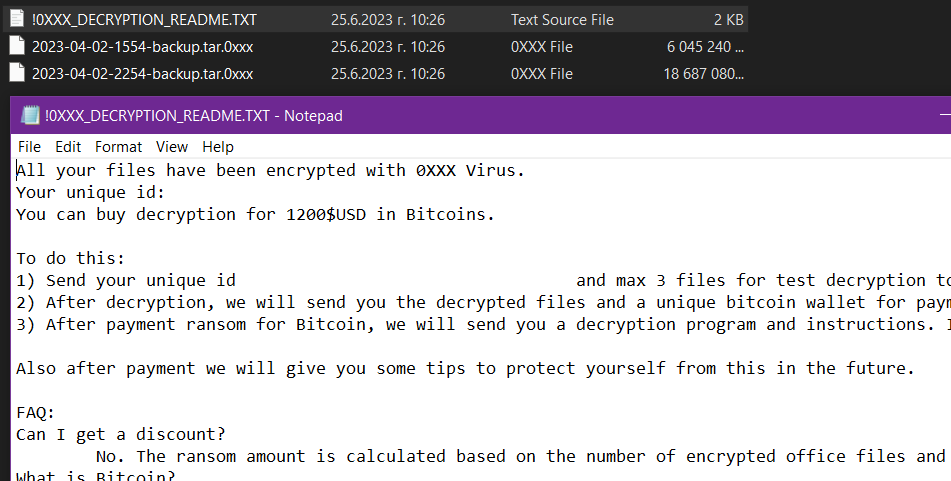 !0XXX_DECRYPTION_README.TXT 25.6.2023 г. 10:26 Text Source File 2 KB
2023-04-02-1554-backup.tar.0xxx 25.6.2023 г. 10:26 0XXX File 6 045 240 ...
2023-04-02-2254-backup.tar.0xxx 25.6.2023 г. 10:26 0XXX File 18 687 080...
!0XXX_DECRYPTION_README.TXT - Notepad
File Edit Format View Help
All your files have been encrypted with 0XXX Virus.
Your unique id:
You can buy decryption for 1200$USD in Bitcoins.
To do this:
1) Send your unique id and max 3 files for test decryption to
2) After decryption, we will send you the decrypted files and a unique bitcoin wallet for paym
3) After payment ransom for Bitcoin, we will send you a decryption program and instructions. I
Also after payment we will give you some tips to protect yourself from this in the future.
FAQ:
Can I get a discount?
No. The ransom amount is calculated based on the number of encrypted office files and
What is Bitcoin?